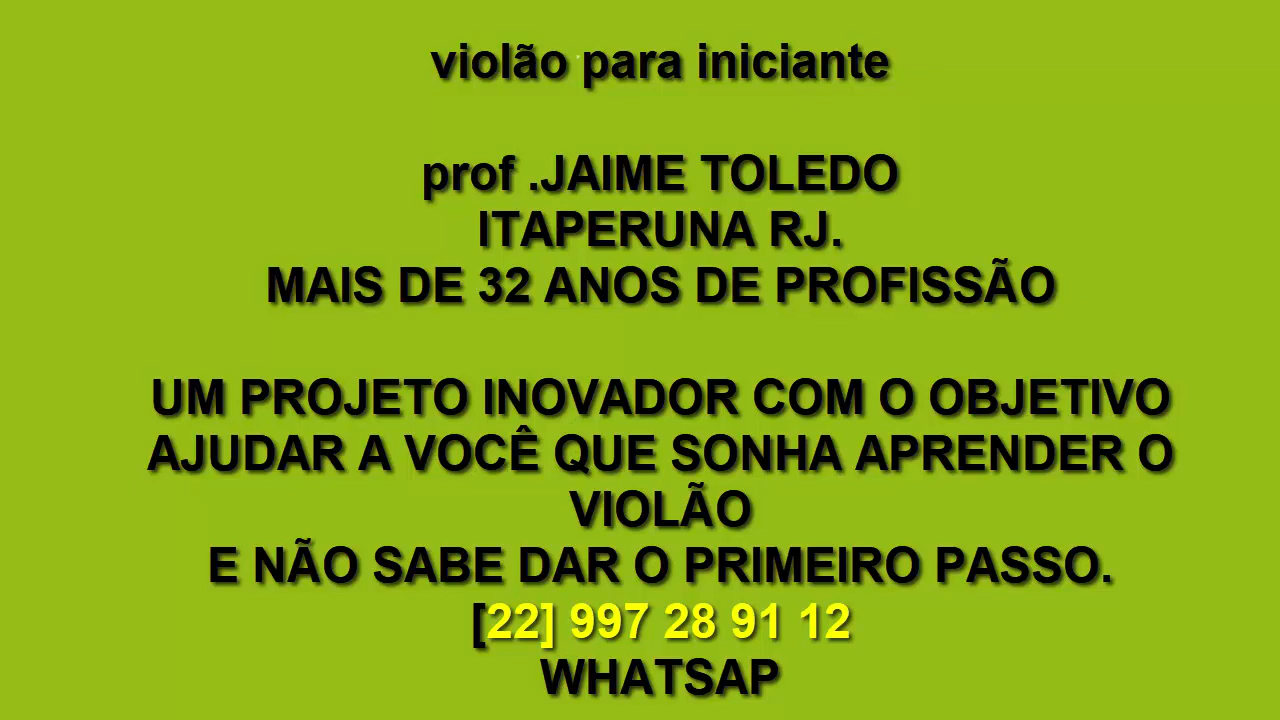 violão para iniciante
prof .JAIME TOLEDO
ITAPERUNA RJ.
MAIS DE 32 ANOS DE PROFISSÃO
UM PROJETO INOVADOR COM O OBJETIVO
AJUDAR A VOCÊ QUE SONHA APRENDER O
VIOLÃO
E NÃO SABE DAR O PRIMEIRO PASSO.
[22] 997 28 91 12
WHATSAP